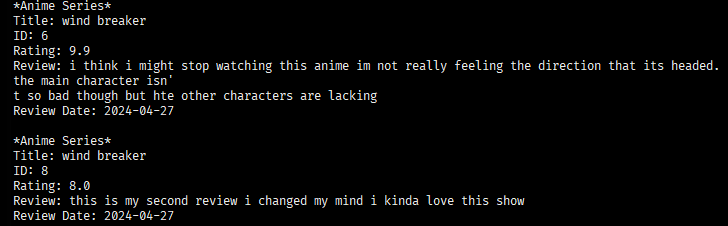 *Anime Series*
Title: wind breaker
ID: 6
Rating: 9.9
Review: i think i might stop watching this anime im not really feeling the direction that its headed.
the main character isn'
t so bad though but hte other characters are lacking
Review Date: 2024-04-27

*Anime Series*
Title: wind breaker
ID: 8
Rating: 8.0
Review: this is my second review i changed my mind i kinda love this show
Review Date: 2024-04-27